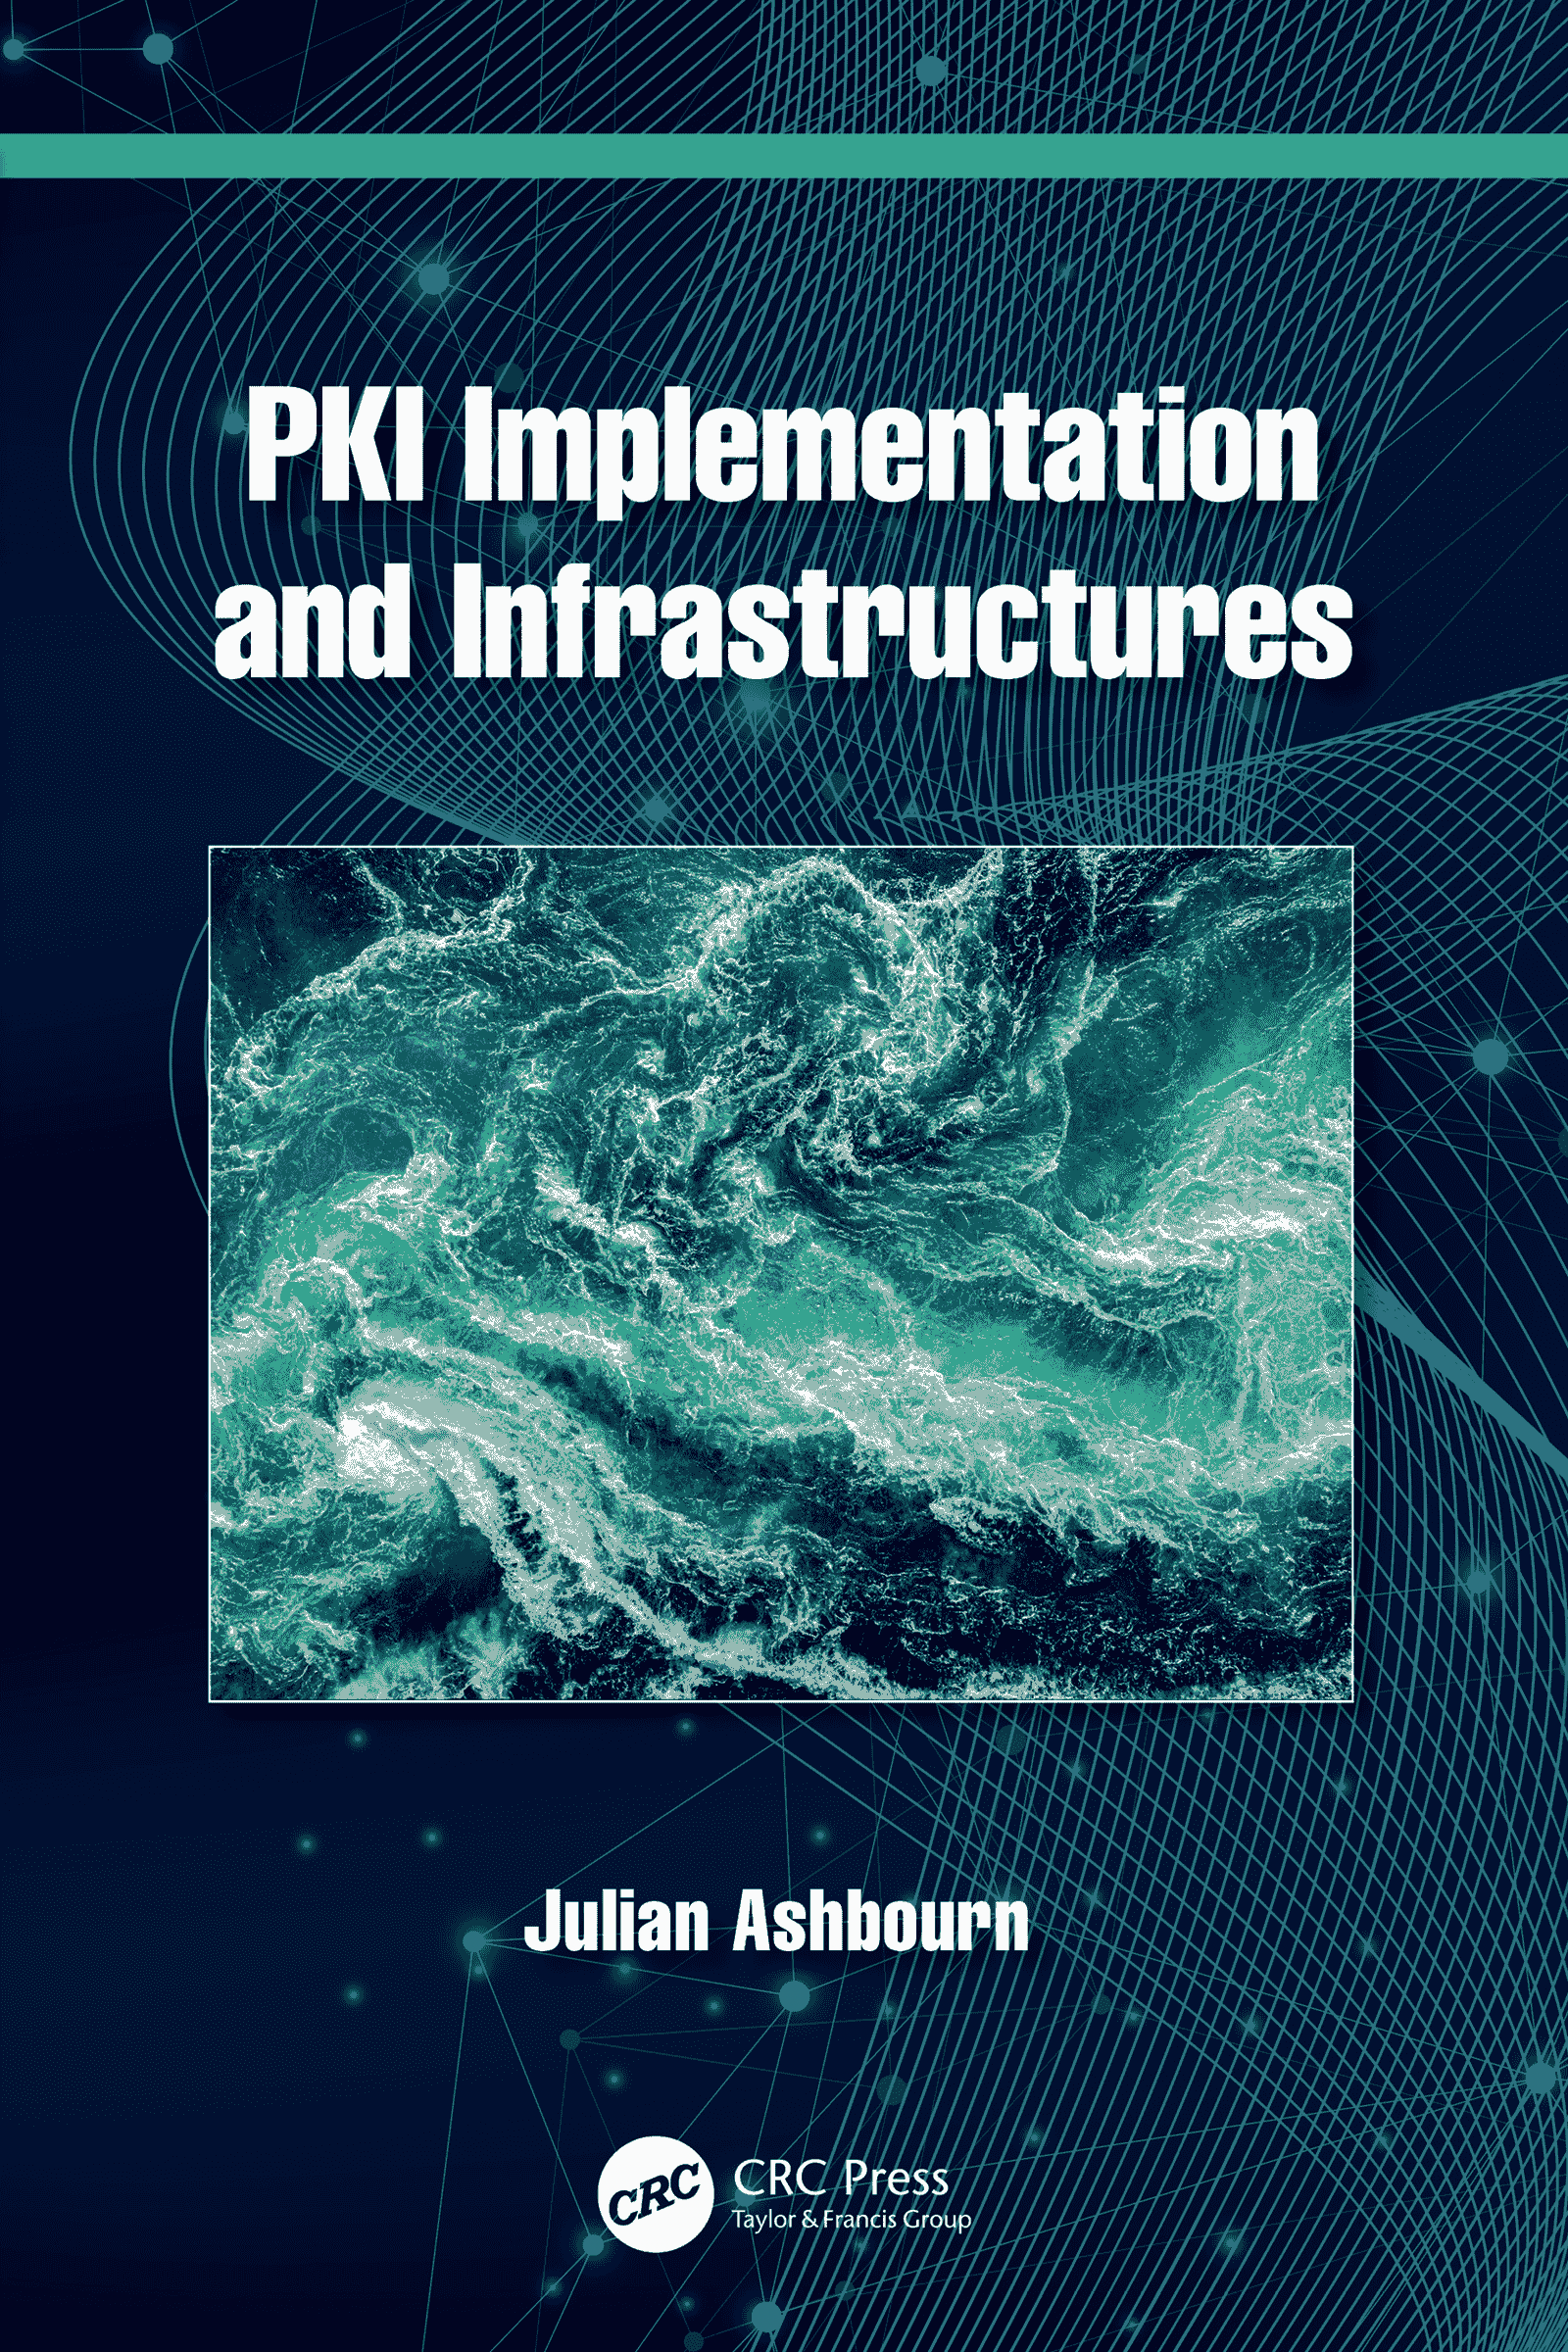 PKI Implementation
and Infrastructures
Julian Ashbourn
CRC
CRC Press
Taylor & Francis Group